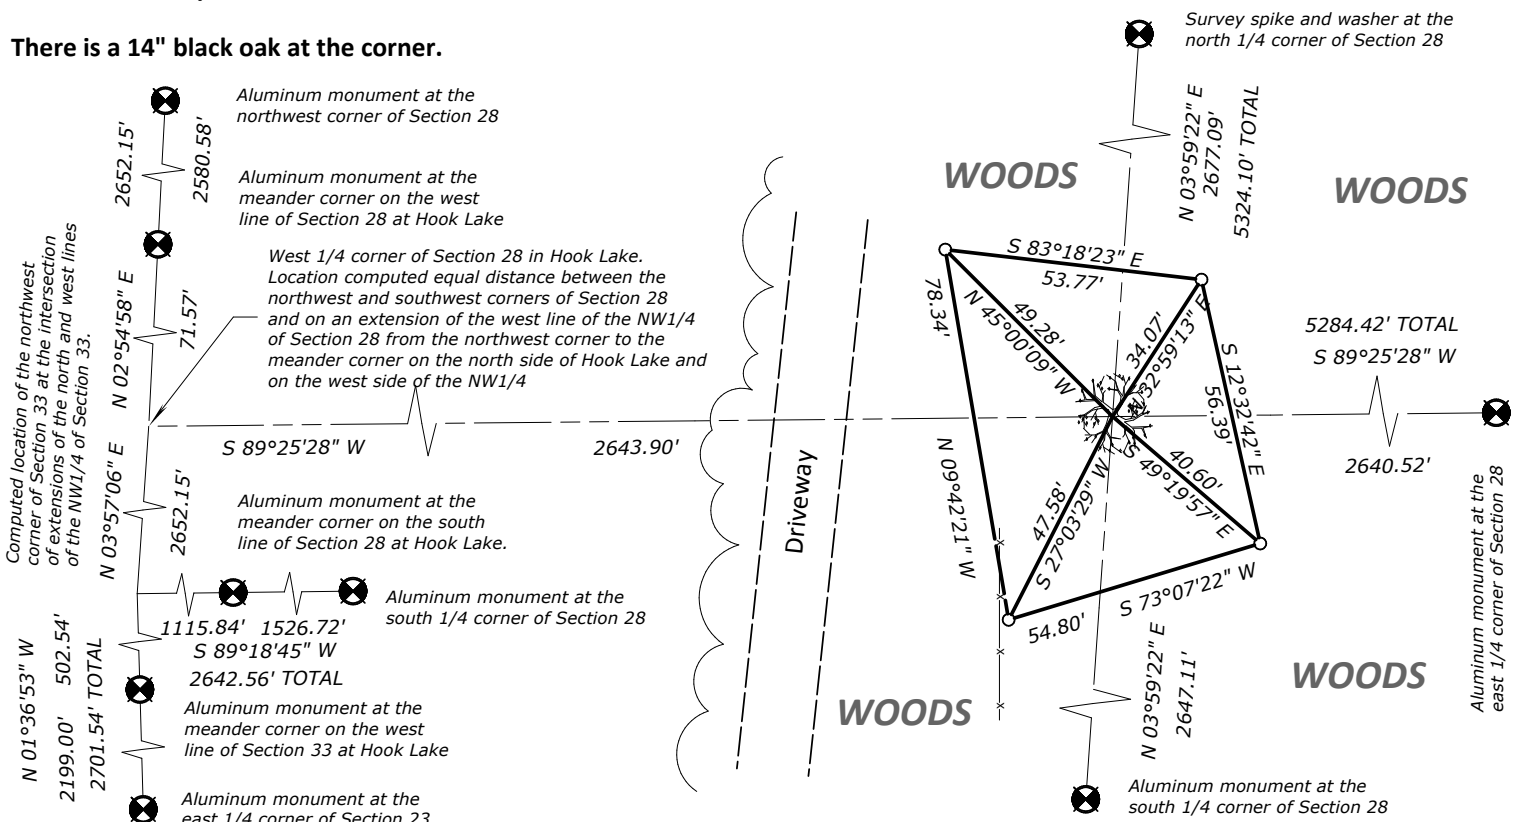 There is a 14" black oak at the corner.
Survey spike and washer at the
north 1/4 corner of Section 28
Aluminum monument at the
northwest corner of Section 28
2652.15'
2580.58'
Aluminum monument at the
meander corner on the west
line of Section 28 at Hook Lake
N 03°59'22" E
2677.09'
5324.10' TOTAL
WOODS
WOODS
Computed location of the northwest
corner of Section 33 at the intersection
of extensions of the north and west lines
of the NW1/4 of Section 33.
N 02°54'58" E
71.57'
West 1/4 corner of Section 28 in Hook Lake.
Location computed equal distance between the
northwest and southwest corners of Section 28
and on an extension of the west line of the NW1/4
of Section 28 from the northwest corner to the
meander corner on the north side of Hook Lake and
on the west side of the NW1/4
S 83°18'23" E
53.77'
78.34'
49.28'
N 45°00'09" W
34.07'
N 32°59'13" E
S 12°32'42" E
56.39'
5284.42' TOTAL
S 89°25'28" W
2640.52'
S 89°25'28" W
2643.90'
Driveway
N 09°42'21" W
47.58'
S 27°03'29" W
40.60'
S 49°19'57" E
N 03°57'06" E
2652.15'
Aluminum monument at the
meander corner on the south
line of Section 28 at Hook Lake.
Aluminum monument at the
east 1/4 corner of Section 28
1115.84' 1526.72'
S 89°18'45" W
2642.56' TOTAL
Aluminum monument at the
south 1/4 corner of Section 28
54.80'
S 73°07'22" W
N 03°59'22" E
2647.11'
WOODS
WOODS
N 01°36'53" W
2199.00' 502.54'
2701.54' TOTAL
Aluminum monument at the
meander corner on the west
line of Section 33 at Hook Lake
Aluminum monument at the
south 1/4 corner of Section 28
Aluminum monument at the
east 1/4 corner of Section 23